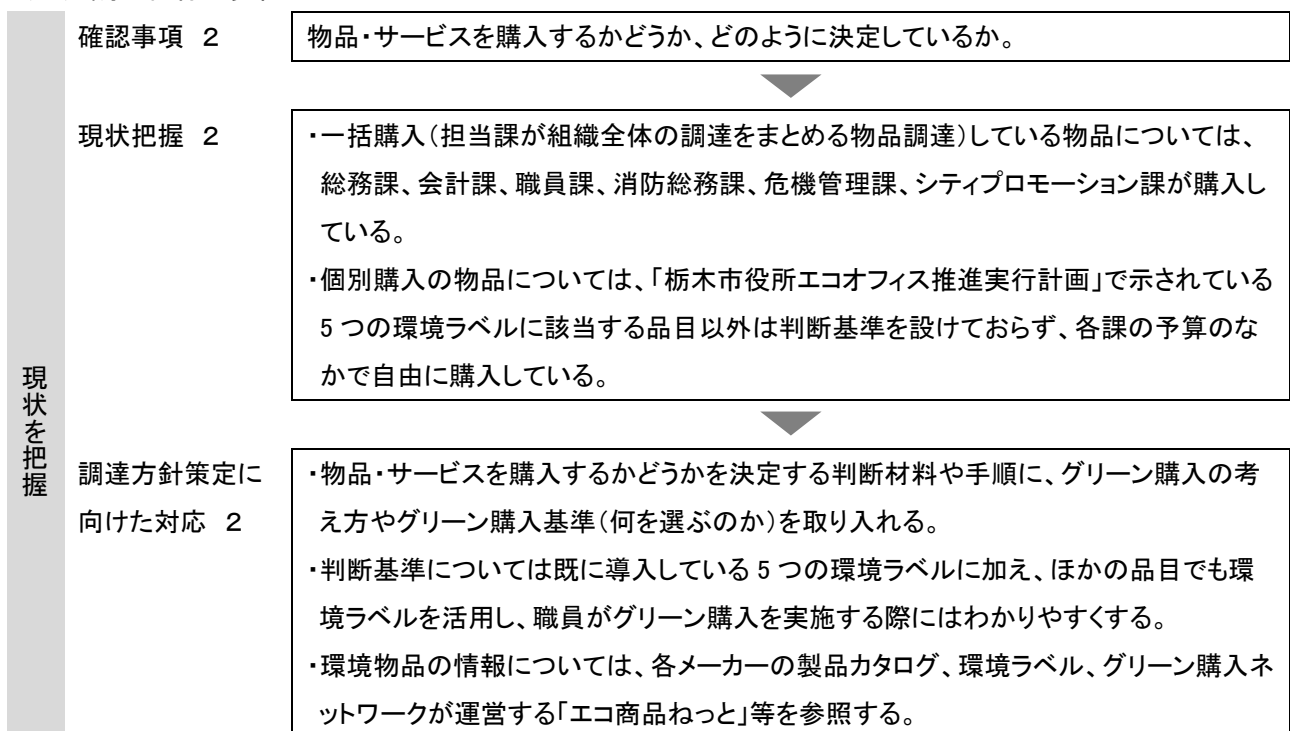 確認事項 2
物品・サービスを購入するかどうか、どのように決定しているか。
現状把握 2
・一括購入(担当課が組織全体の調達をまとめる物品調達)している物品については、
総務課、会計課、職員課、消防総務課、危機管理課、シティプロモーション課が購入し
ている。
・個別購入の物品については、「栃木市役所エコオフィス推進実行計画」で示されている
5 つの環境ラベルに該当する品目以外は判断基準を設けておらず、各課の予算のな
かで自由に購入している。
現状を把握
調達方針策定に
向けた対応 2
・物品・サービスを購入するかどうかを決定する判断材料や手順に、グリーン購入の考
え方やグリーン購入基準(何を選ぶのか)を取り入れる。
・判断基準については既に導入している 5 つの環境ラベルに加え、ほかの品目でも環
境ラベルを活用し、職員がグリーン購入を実施する際にはわかりやすくする。
・環境物品の情報については、各メーカーの製品カタログ、環境ラベル、グリーン購入ネ
ットワークが運営する「エコ商品ねっと」等を参照する。